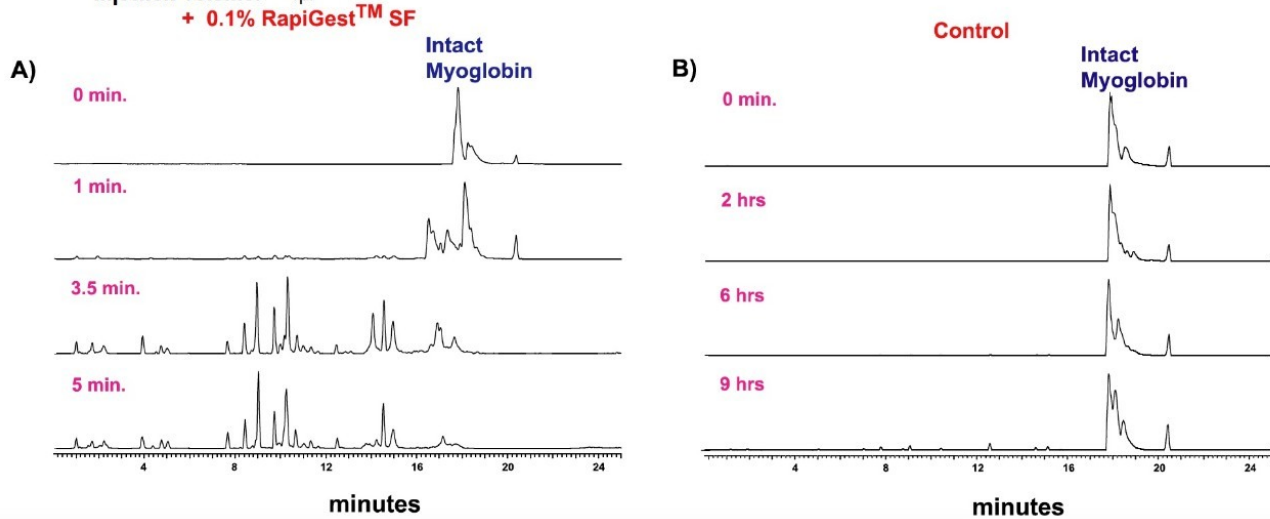 + 0.1% RapiGest™ SF
A)
Intact
Myoglobin
0 min.
1 min.
3.5 min.
5 min.
4 8 12 16 20 24
minutes
B)
Control
Intact
Myoglobin
0 min.
2 hrs
6 hrs
9 hrs
4 8 12 16 20 24
minutes